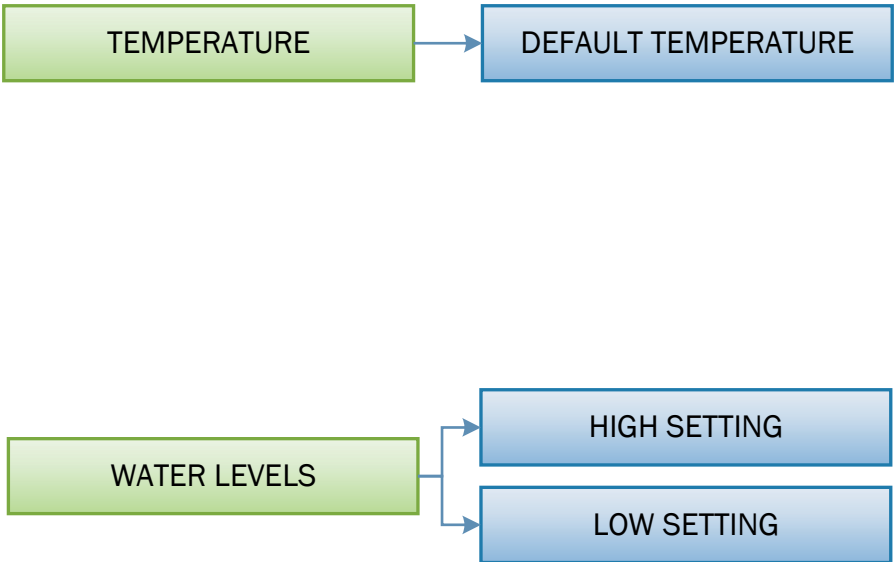 TEMPERATURE
DEFAULT TEMPERATURE
WATER LEVELS
HIGH SETTING
LOW SETTING